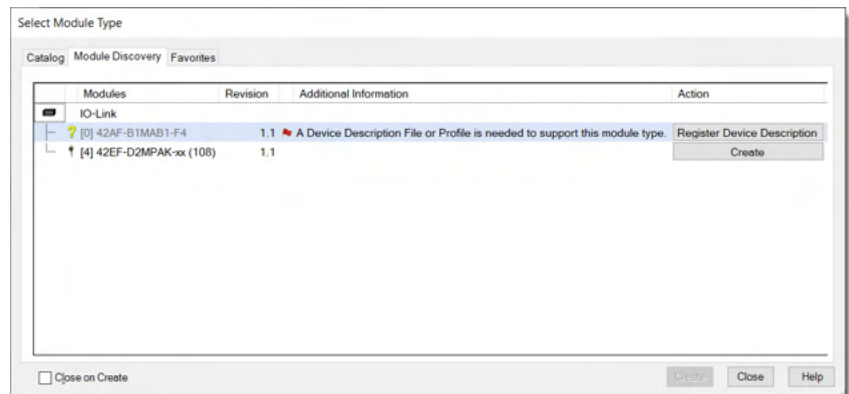 Select Module Type
Catalog Module Discovery Favorites
Modules Revision Additional Information Action
IO-Link
[0] 42AF-B1MAB1-F4 1.1 A Device Description File or Profile is needed to support this module type. Register Device Description
[4] 42EF-D2MPAK-xx (108) 1.1 Create
Close on Create Create Close Help